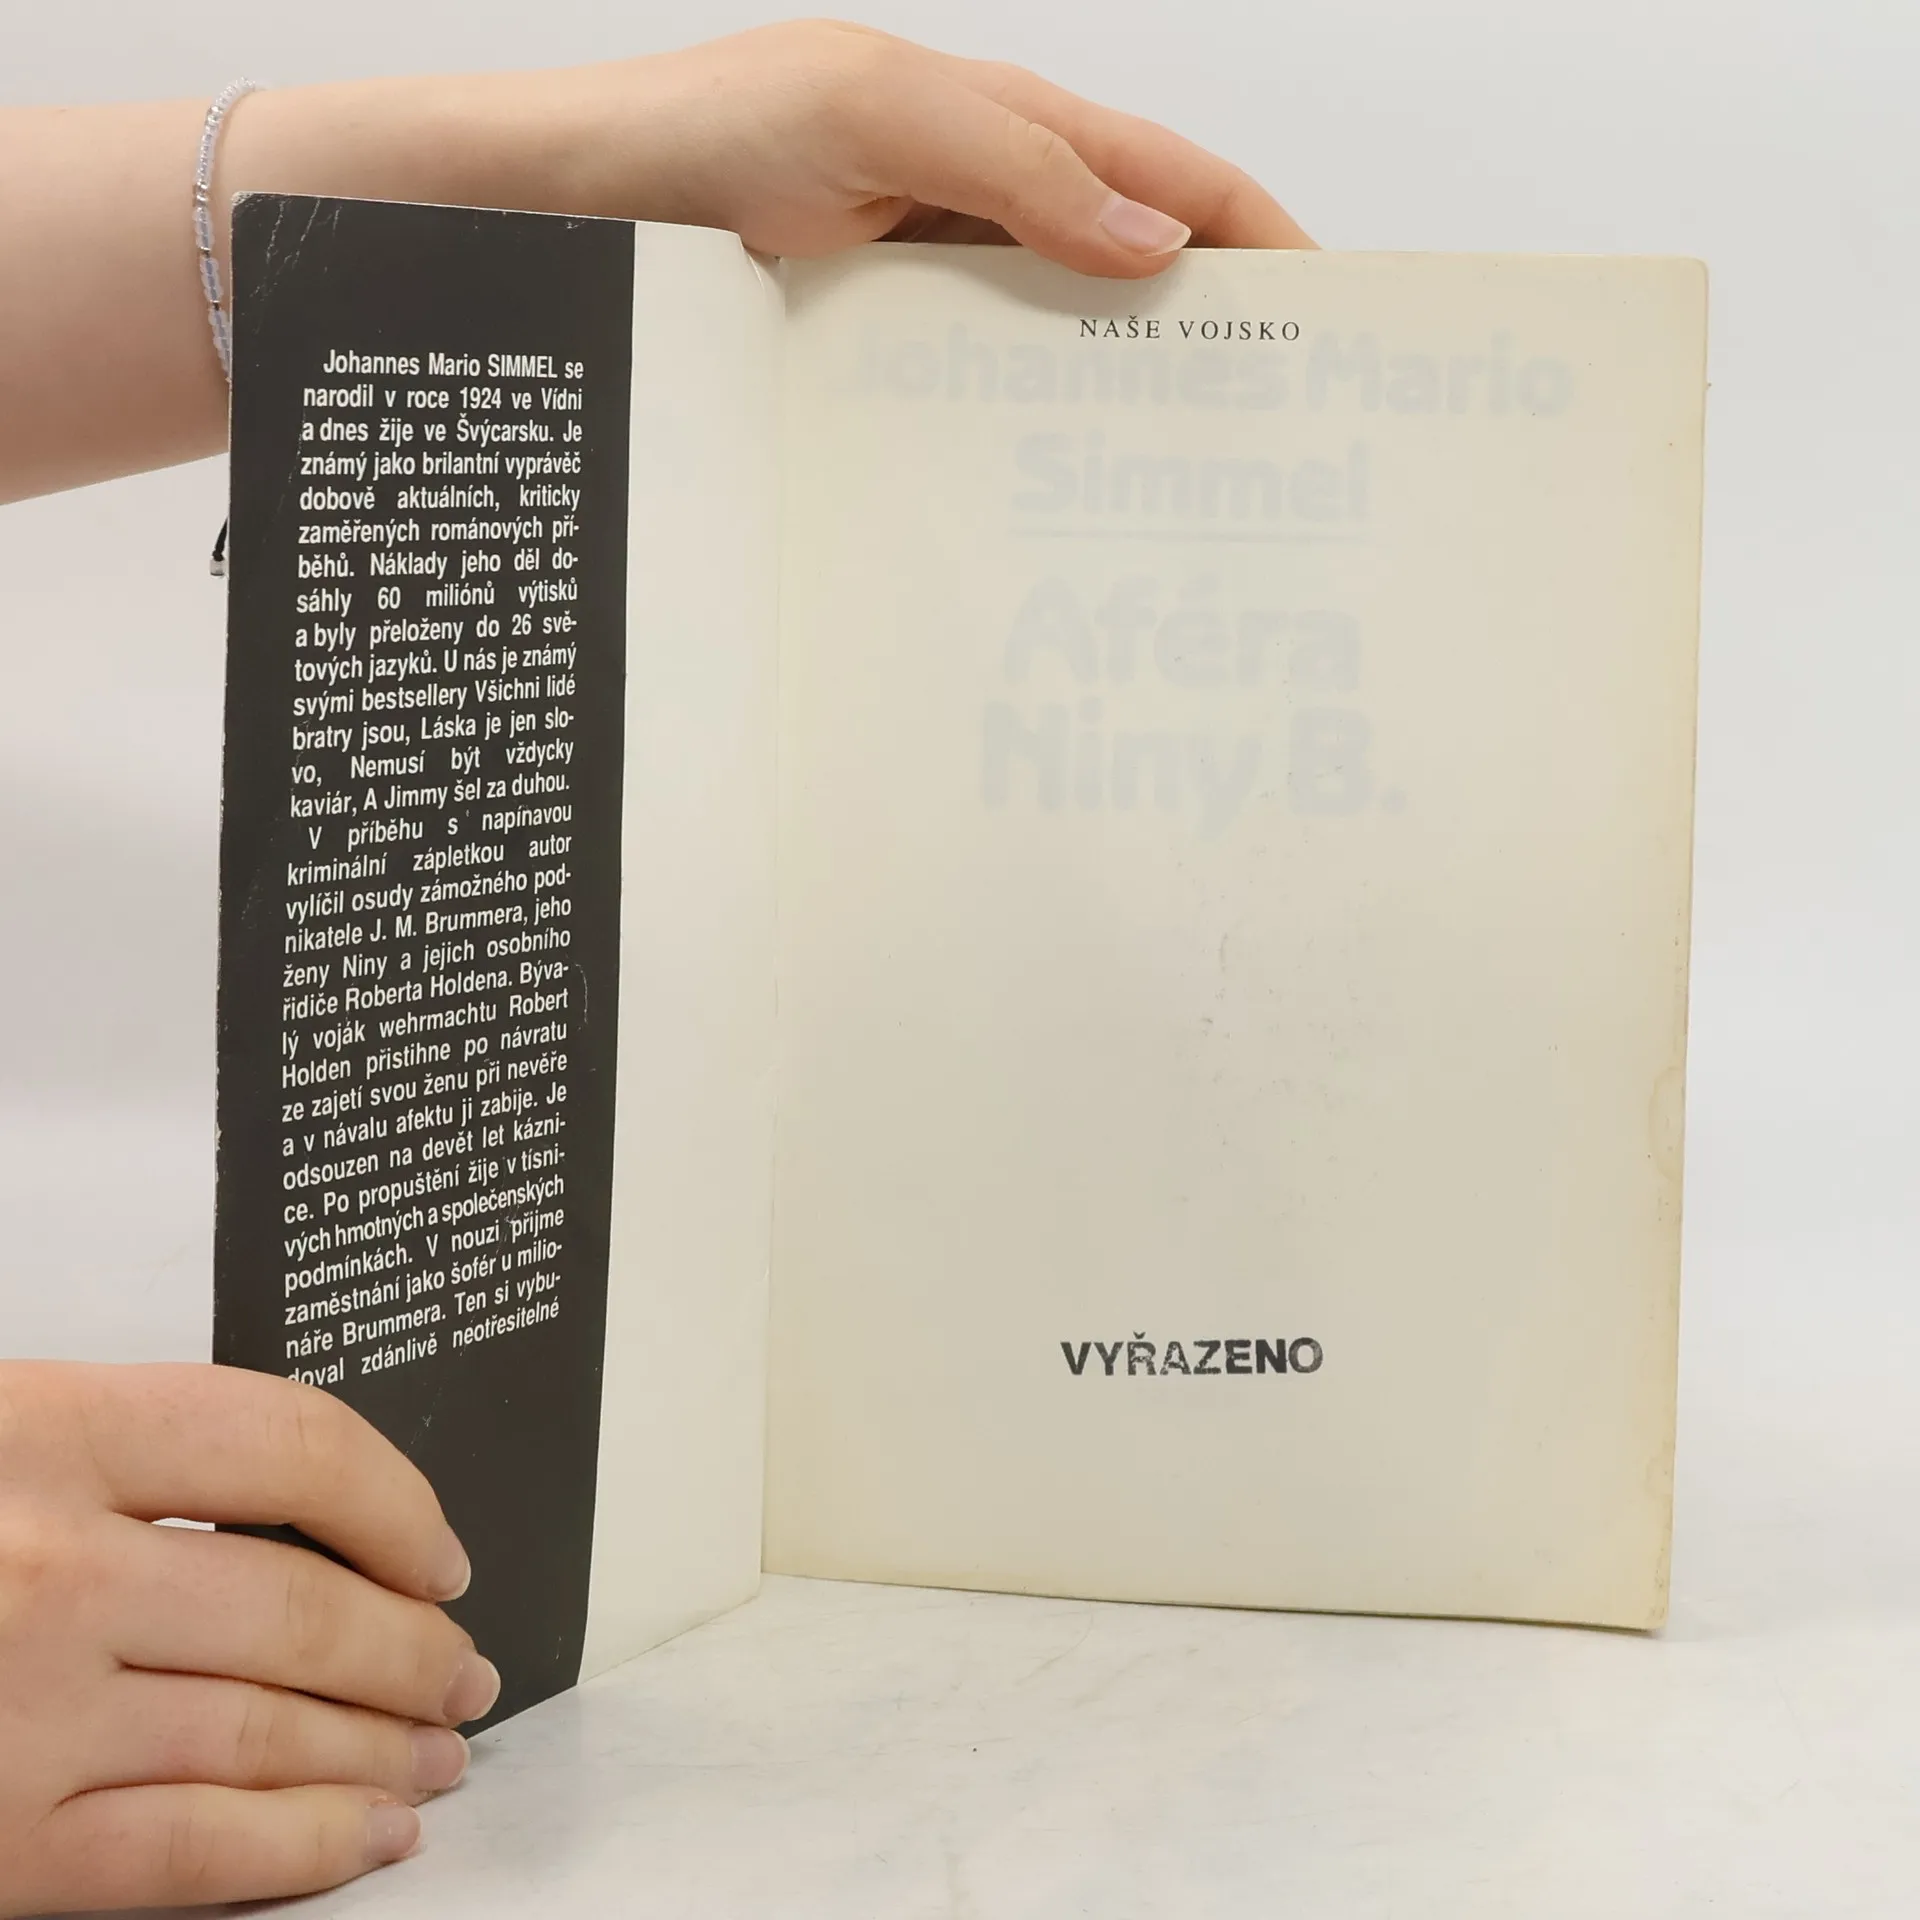 Johannes Mario SIMMEL se
narodil v roce 1924 ve Vídni
a dnes žije ve Švýcarsku. Je
známý jako brilantní vyprávěč
dobově aktuálních, kriticky
zaměřených románových pří-
běhů. Náklady jeho děl do-
sáhly 60 miliónů výtisků
a byly přeloženy do 26 svě-
tových jazyků. U nás je známý
svými bestsellery Všichni lidé
bratry jsou, Láska je jen slo-
vo, Nemusí být vždycky
kaviár, A Jimmy šel za duhou.
V příběhu s napínavou
kriminální zápletkou autor
vylíčil osudy zámožného pod-
nikatele J. M. Brummera, jeho
ženy Niny a jejich osobního
řidiče Roberta Holdena. Býva-
lý voják wehrmachtu Robert
Holden přistihne po návratu
ze zajetí svou ženu při nevěře
a v návalu afektu ji zabije. Je
odsouzen na devět let kázni-
ce. Po propuštění žije v tísni-
vých hmotných a společenských
podmínkách. V nouzi přijme
zaměstnání jako šofér u milio-
náře Brummera. Ten si vybu-
doval zdánlivě neotřesitelné
NAŠE VOJSKO
Johannes Mario
Simmel
Aféra
Niny B.
VYŘAZENO